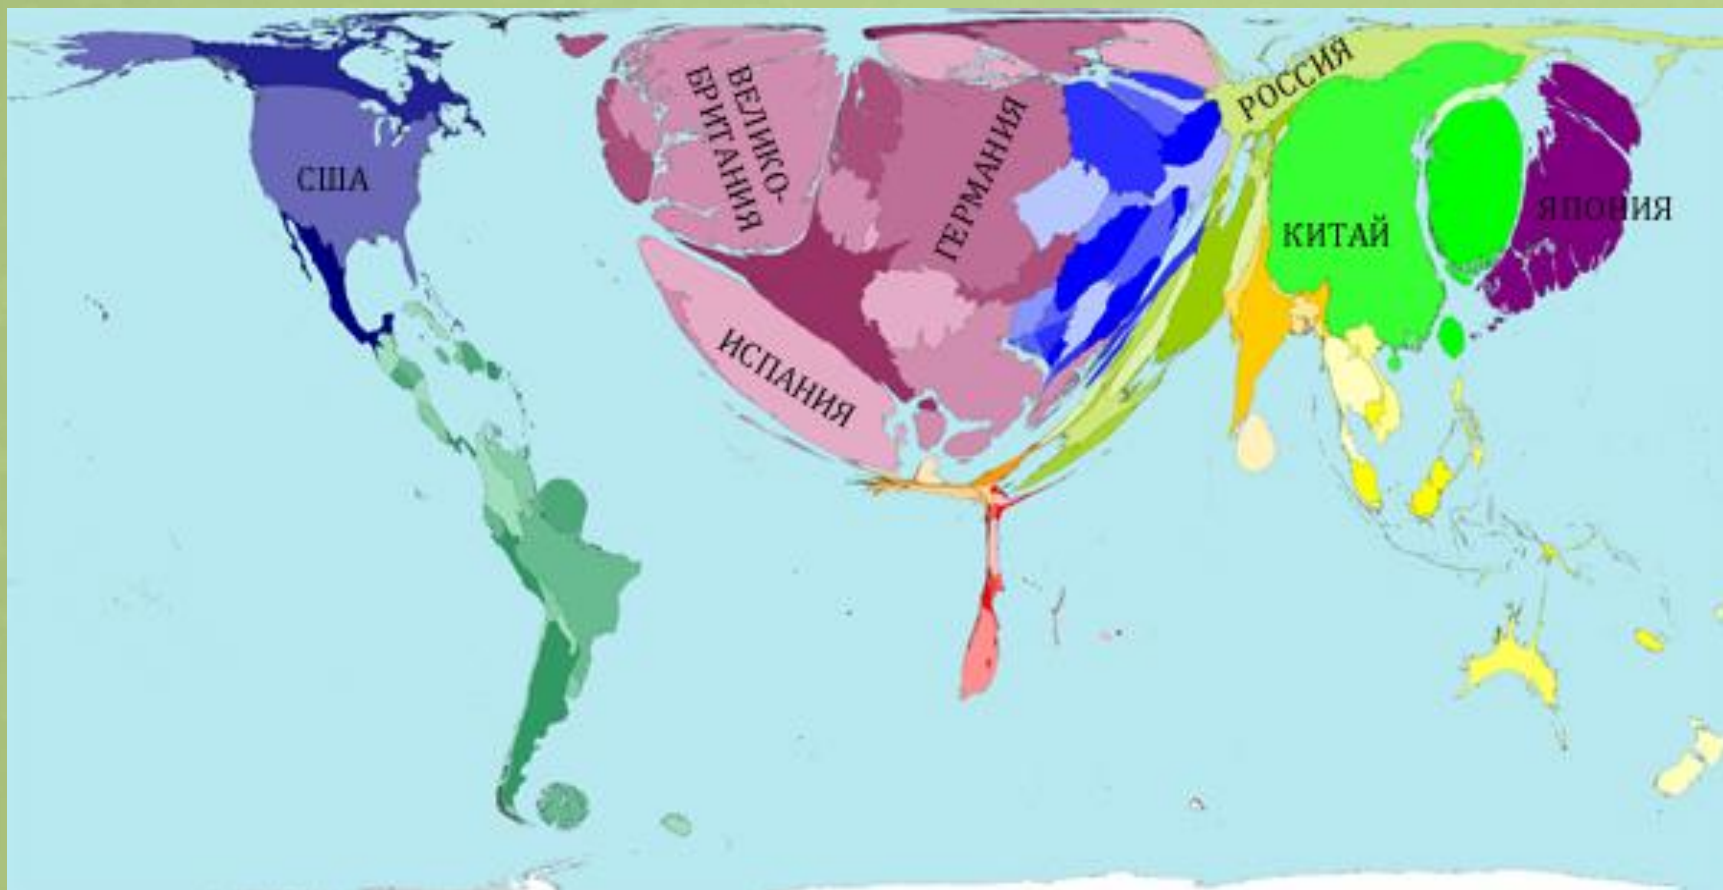 США
ВЕЛИКО-
БРИТАНИЯ
ИСПАНИЯ
ГЕРМАНИЯ
РОССИЯ
КИТАЙ
ЯПОНИЯ